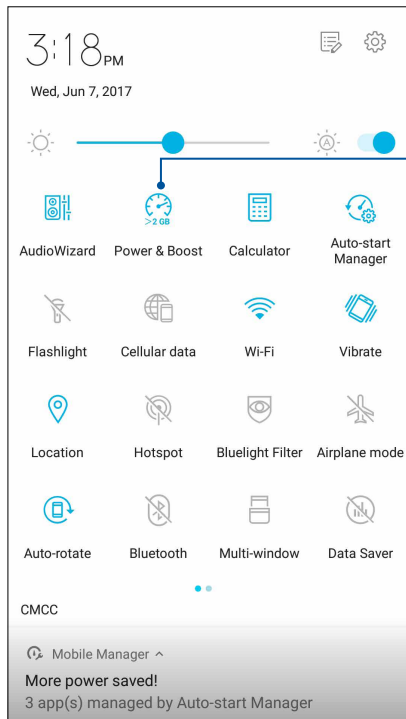 3:18 PM
Wed, Jun 7, 2017
A
>2 GB
AudioWizard Power & Boost Calculator Auto-start
Manager
Flashlight Cellular data Wi-Fi Vibrate
Location Hotspot Bluelight Filter Airplane mode
Auto-rotate Bluetooth Multi-window Data Saver
CMCC
Mobile Manager
More power saved!
3 app(s) managed by Auto-start Manager